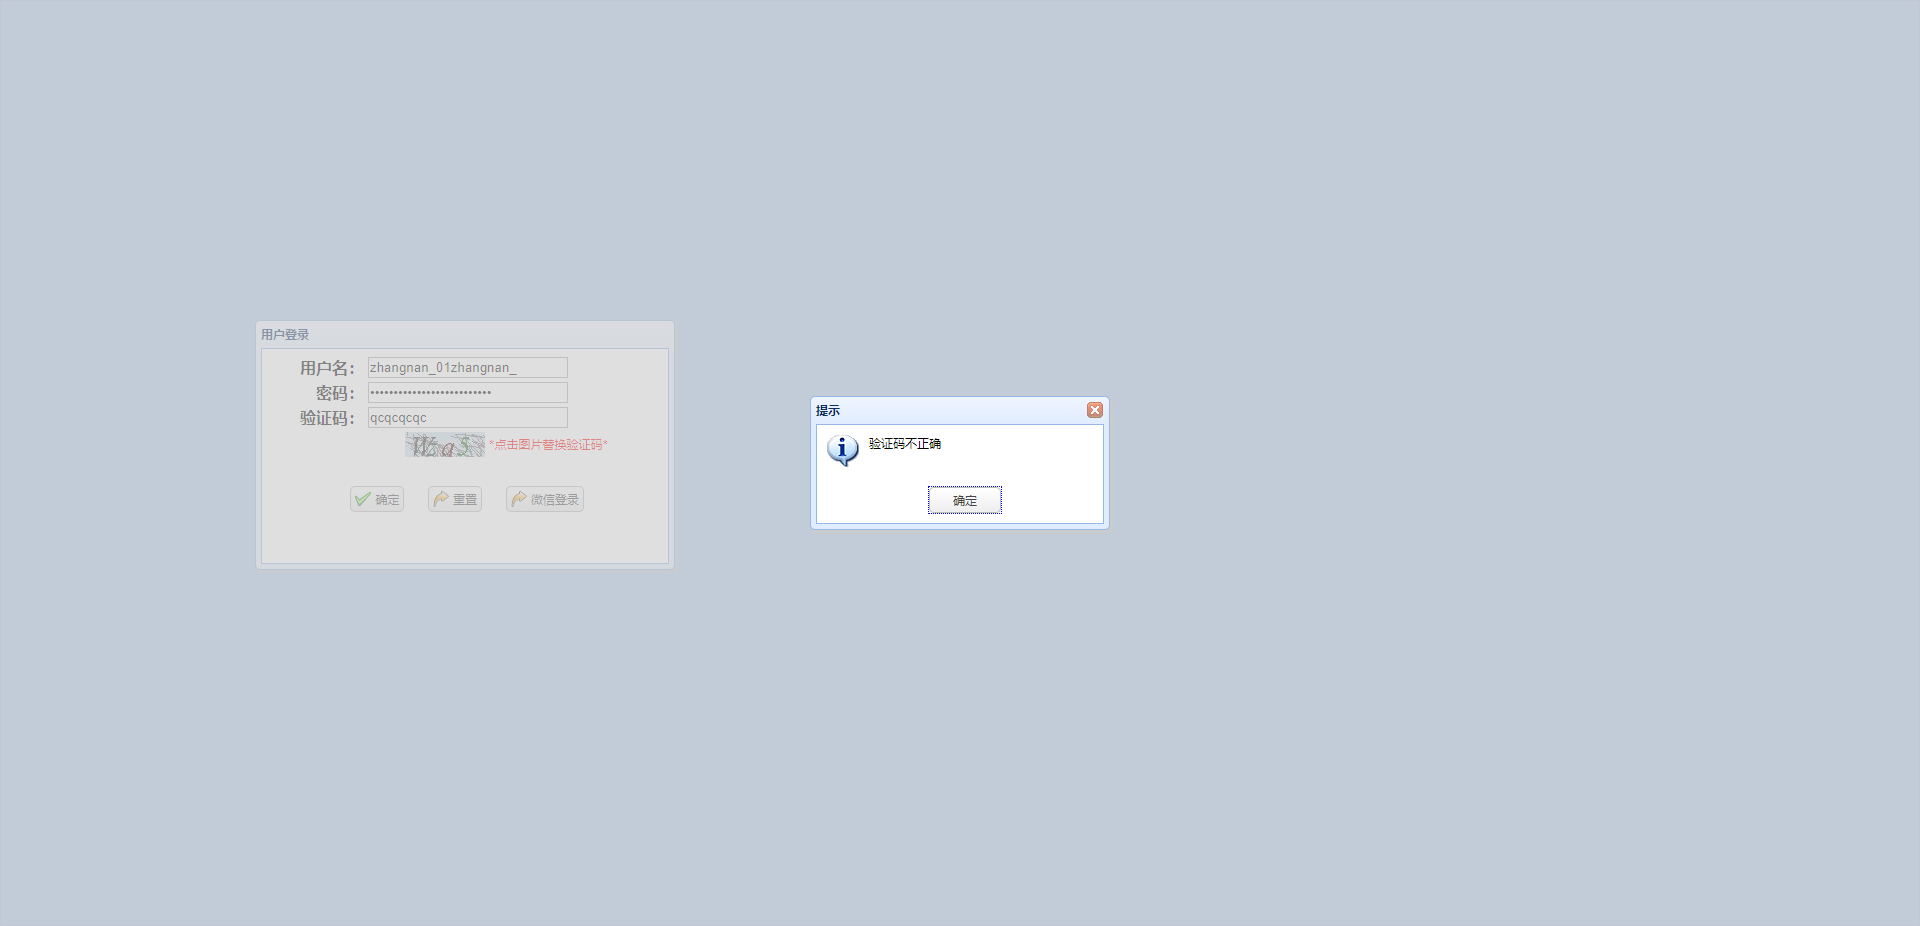 用户登录
用户名： zhangnan_01zhangnan_
密码： ••••••••••••••••••••••••••
验证码： qcqcqcqc
*点击图片替换验证码*
确定 重置 微信登录
提示
验证码不正确
确定